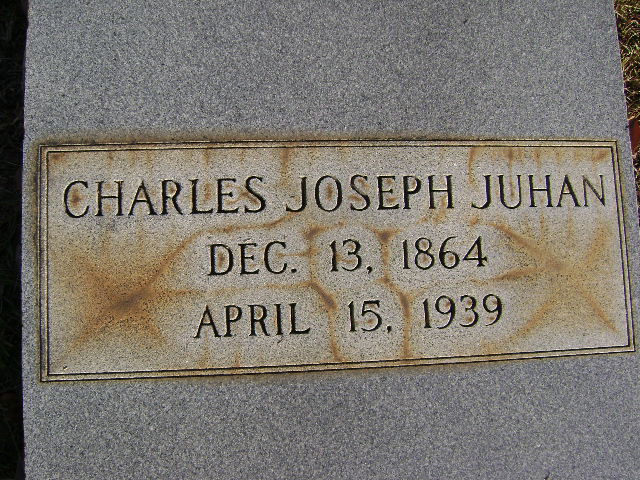 CHARLES JOSEPH JUHAN
DEC. 13, 1864
APRIL 15, 1939